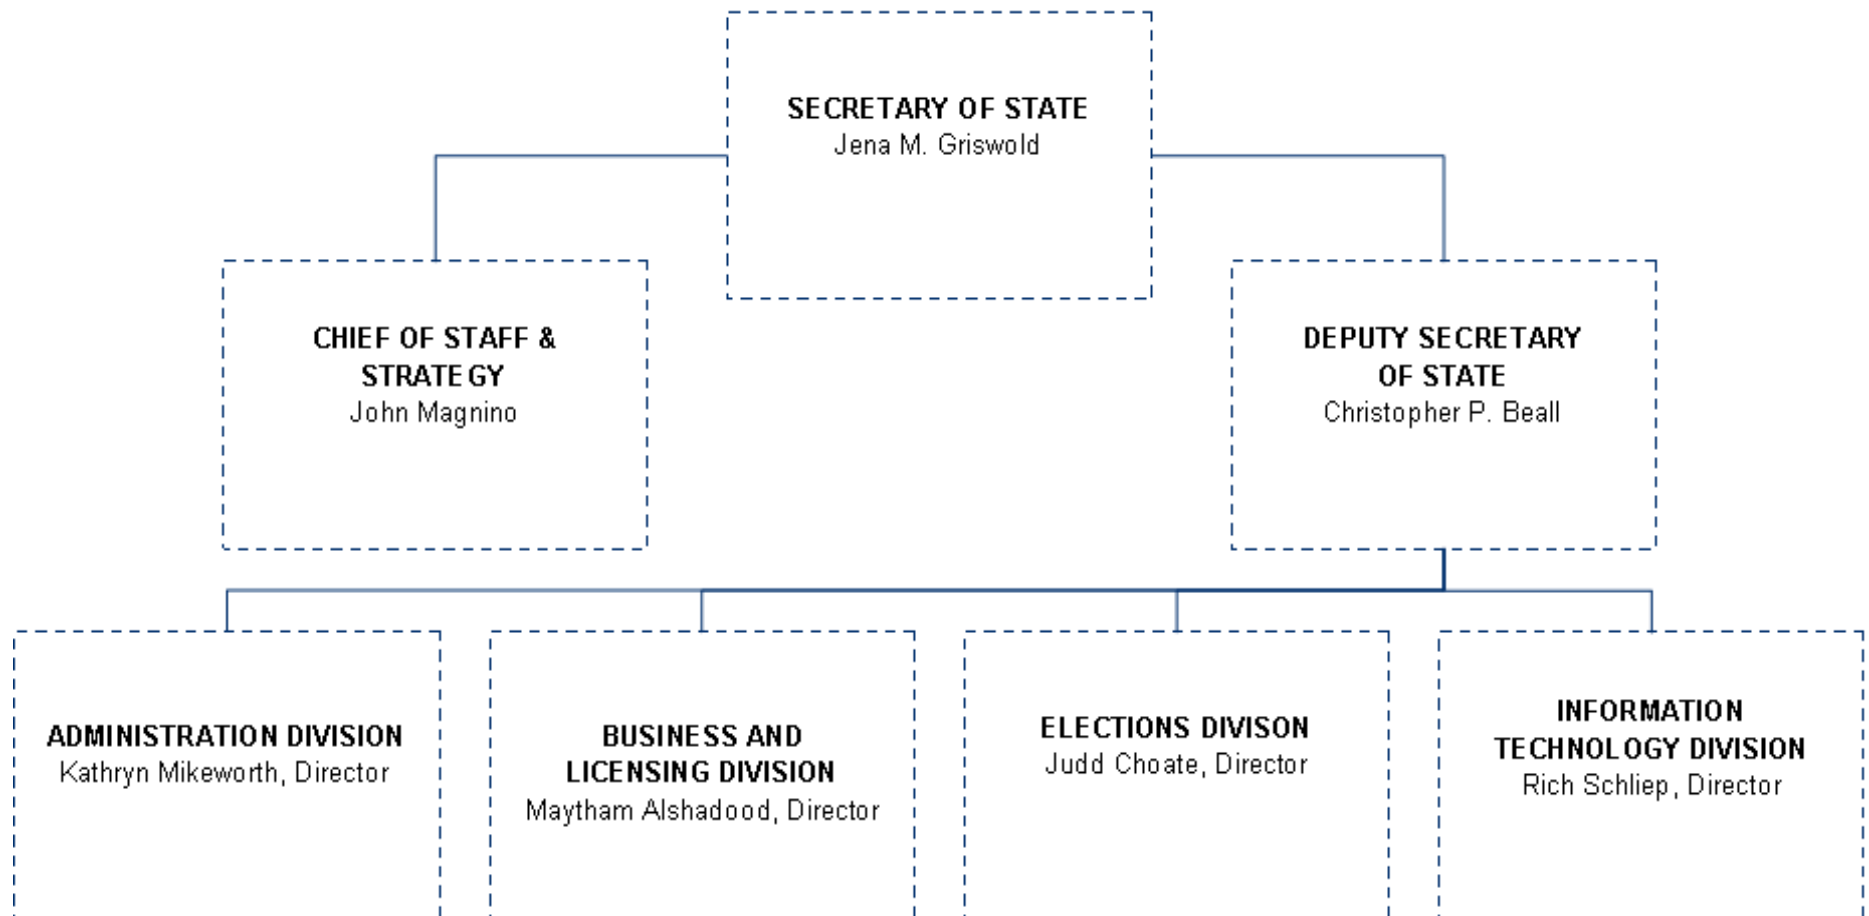 SECRETARY OF STATE
Jena M. Griswold
CHIEF OF STAFF &
STRATEGY
John Magnino
DEPUTY SECRETARY
OF STATE
Christopher P. Beall
ADMINISTRATION DIVISION
Kathryn Mikeworth, Director
BUSINESS AND
LICENSING DIVISION
Maytham Alshadood, Director
ELECTIONS DIVISON
Judd Choate, Director
INFORMATION
TECHNOLOGY DIVISION
Rich Schliep, Director